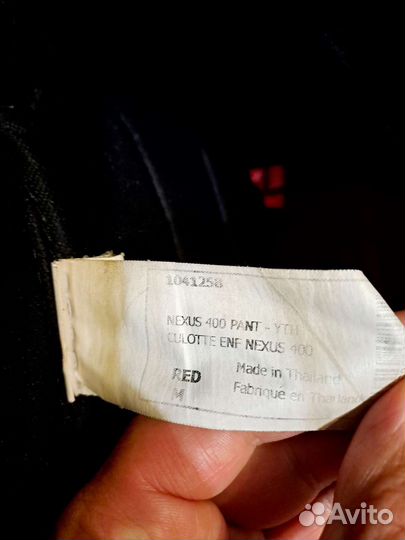 1041258
NEXUS 400 PANT - YTH
CULOTTE ENF NEXUS 400
RED Made in Thailand
M Fabriqué en Thaïlande
Avito